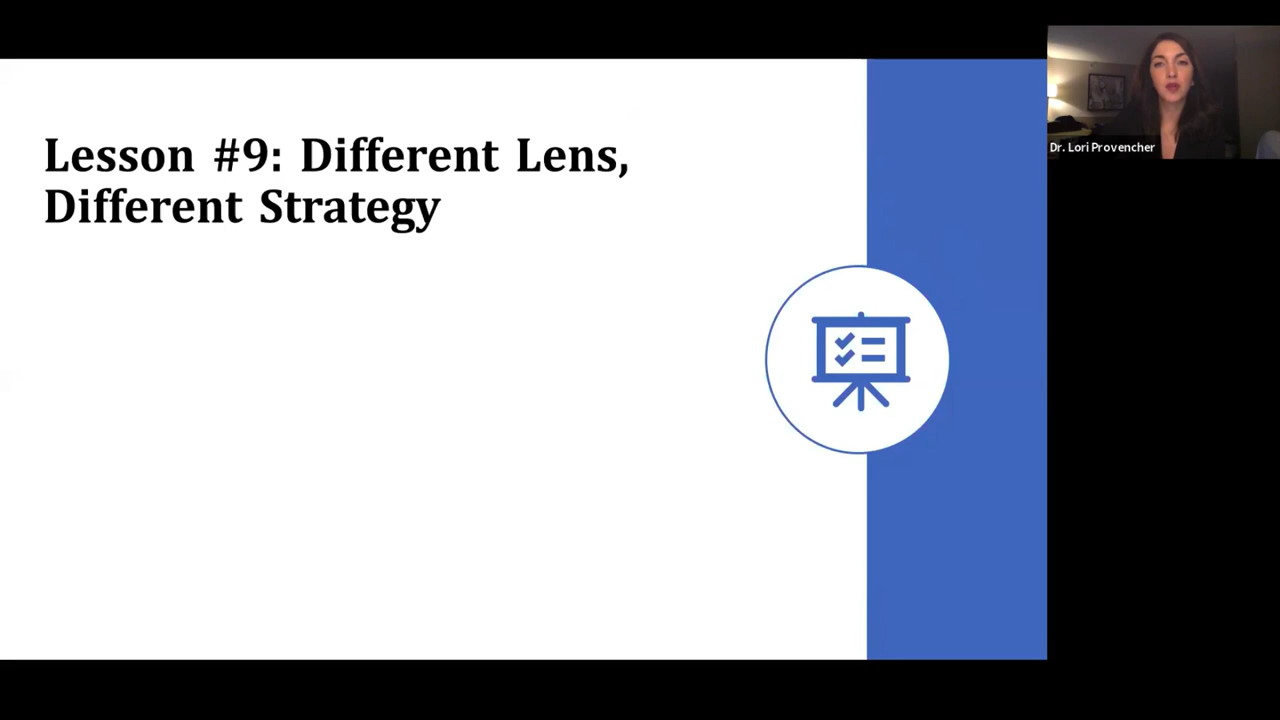 Lesson #9: Different Lens,
Different Strategy
Dr. Lori Provencher